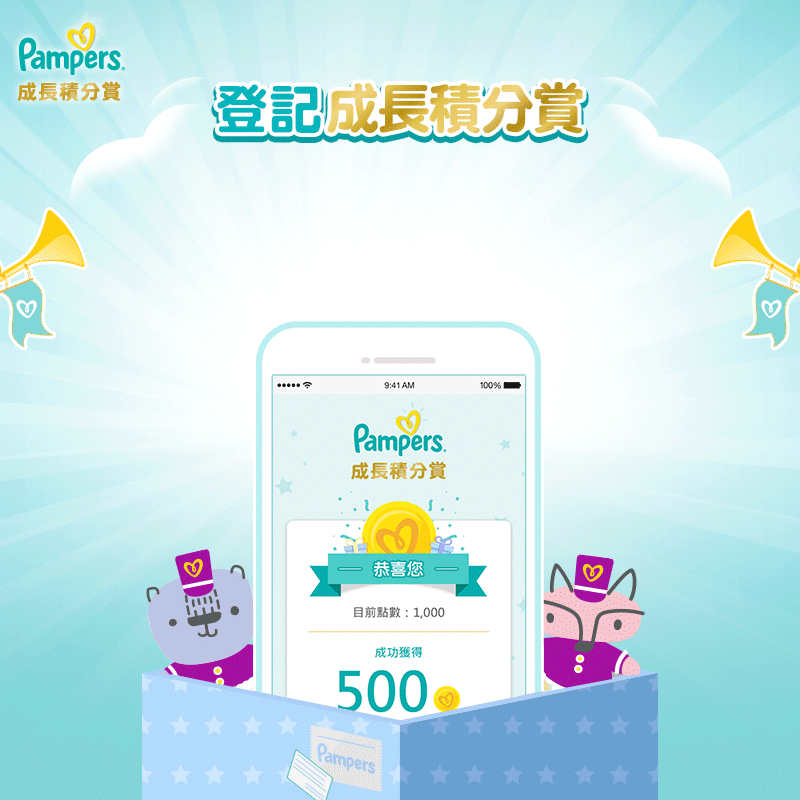 Pampers.
成長積分賞
登記成長積分賞
9:41 AM
100%
Pampers.
成長積分賞
恭喜您
目前點數：1,000
成功獲得
500
Pampers